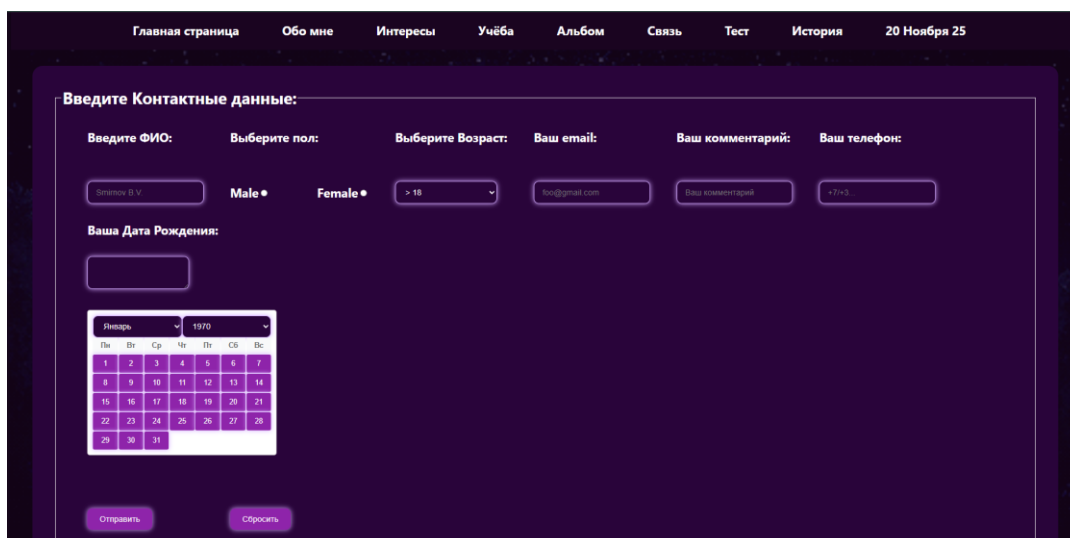 Главная страница Обо мне Интересы Учёба Альбом Связь Тест История 20 Ноября 25
Введите Контактные данные:
Введите ФИО: Выберите пол: Выберите Возраст: Ваш email: Ваш комментарий: Ваш телефон:
Smirnov B.V. Male Female > 18 foo@gmail.com Ваш комментарий +7/+3...
Ваша Дата Рождения:
Январь 1970
Пн Вт Ср Чт Пт Сб Вс
1 2 3 4 5 6 7
8 9 10 11 12 13 14
15 16 17 18 19 20 21
22 23 24 25 26 27 28
29 30 31
Отправить Сбросить